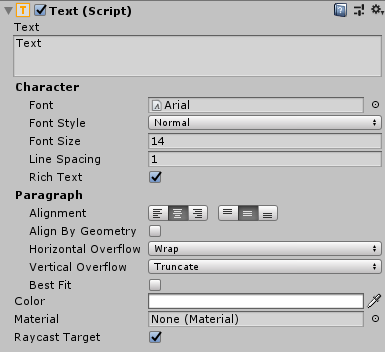 Text (Script)
Text
Text
Character
Font Arial
Font Style Normal
Font Size 14
Line Spacing 1
Rich Text
Paragraph
Alignment
Align By Geometry
Horizontal Overflow Wrap
Vertical Overflow Truncate
Best Fit
Color
Material None (Material)
Raycast Target